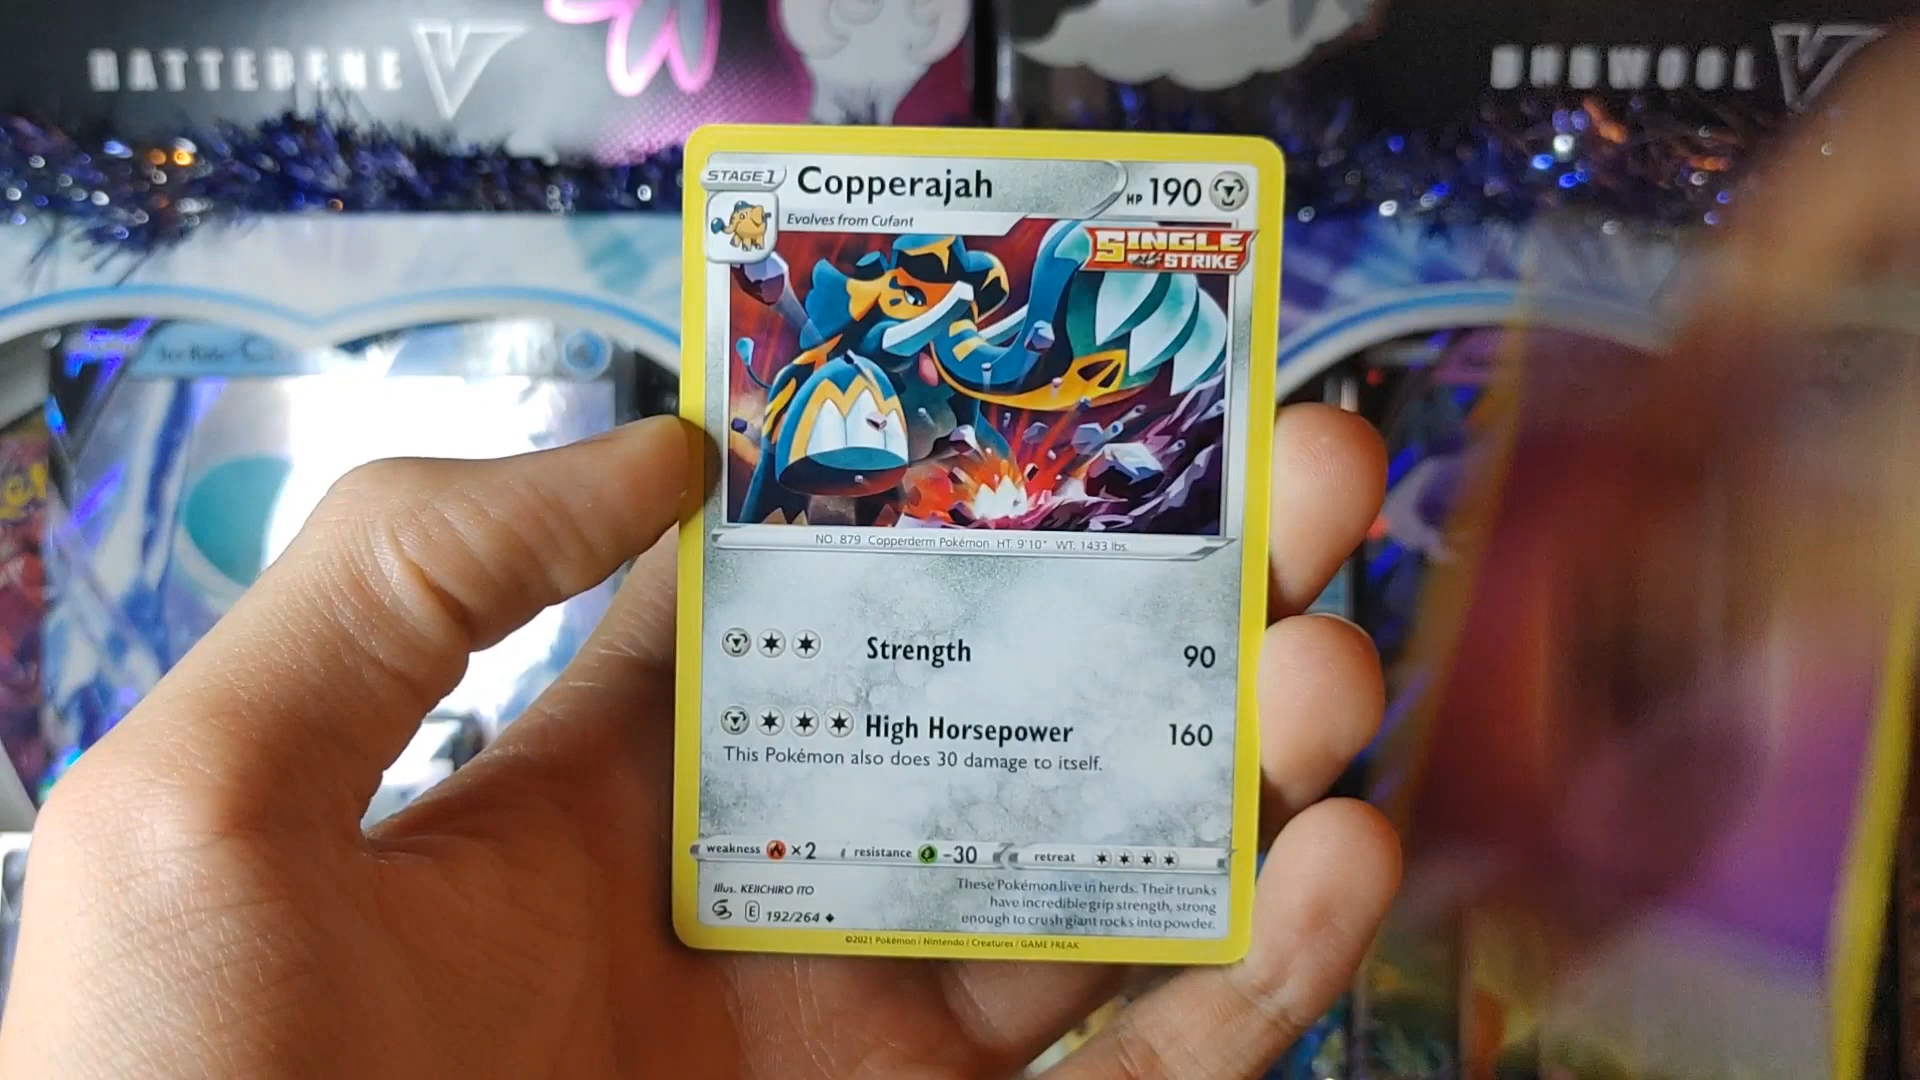 HATTERENE V
BUZZWOLE V
STAGE 1
Copperajah
HP 190
Evolves from Cufant
SINGLE
STRIKE
NO. 879 Copperderm Pokémon HT. 9'10" WT. 1433 lbs.
Strength 90
High Horsepower 160
This Pokémon also does 30 damage to itself.
weakness ×2 resistance -30 retreat
Illus. KEIICHIRO ITO
These Pokémon live in herds. Their trunks
have incredible grip strength, strong
enough to crush giant rocks into powder.
E 192/264
©2021 Pokémon / Nintendo / Creatures / GAME FREAK